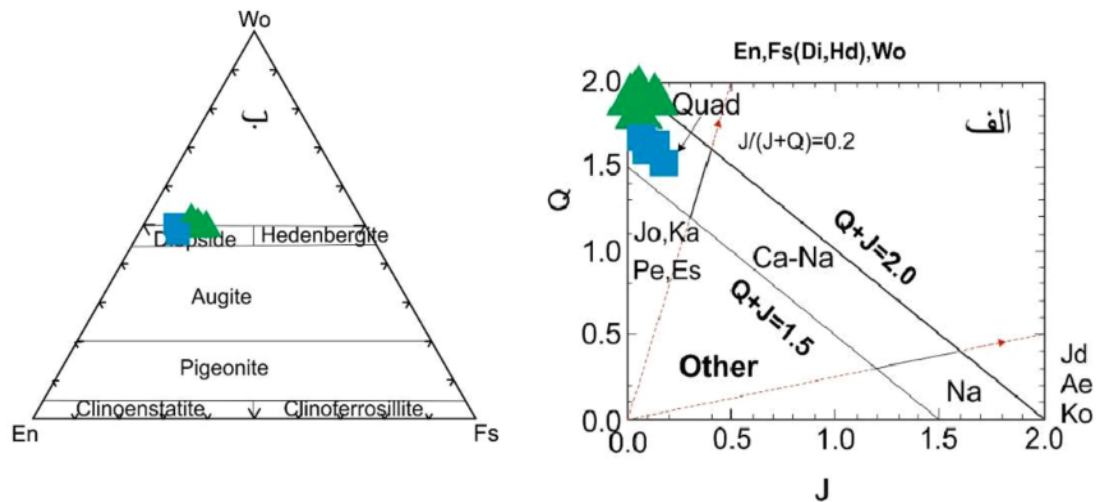 Wo
ب
Diopside
Hedenbergite
Augite
Pigeonite
Clinoenstatite
Clinoferrosillite
En
Fs
En,Fs(Di,Hd),Wo
2.0
1.5
1.0
0.5
0.0
Q
Quad
الف
J/(J+Q)=0.2
Jo,Ka
Pe,Es
Ca-Na
Q+J=2.0
Q+J=1.5
Other
Na
Jd
Ae
Ko
0.0
0.5
1.0
1.5
2.0
J